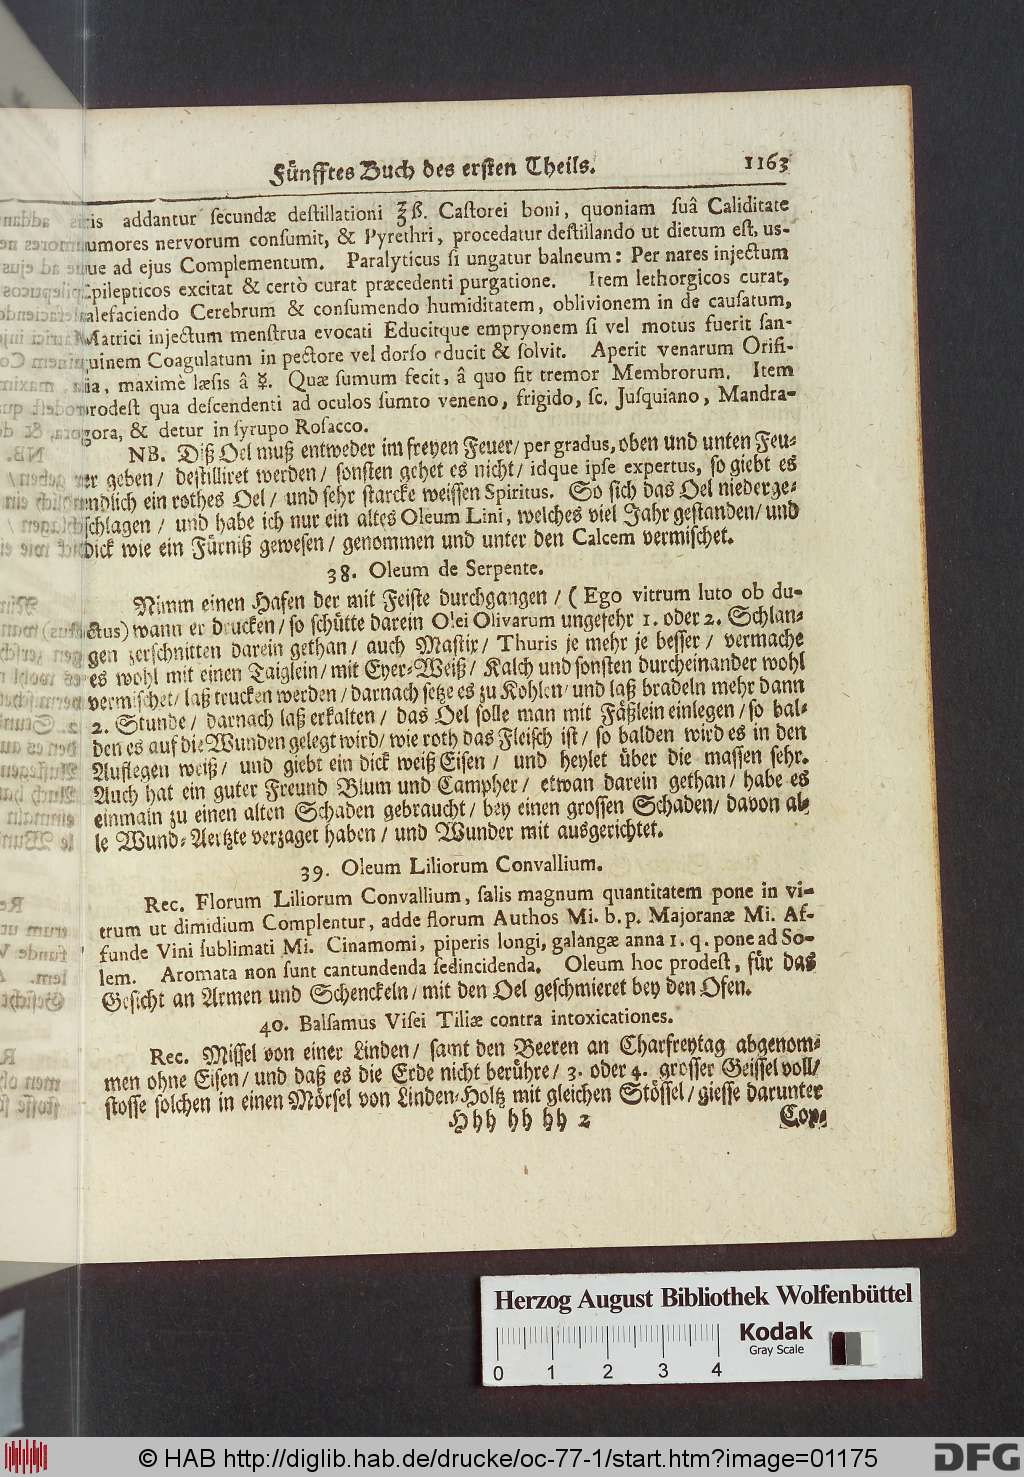 Fünfftes Buch des ersten Theils. 1163
addantur secundæ destillationi ℥ß. Castorei boni, quoniam suâ Caliditate
umores nervorum consumit, & Pyrethri, procedatur destillando ut dictum est, us-
que ad ejus Complementum. Paralyticus si ungatur balneum: Per nares injectum
Epilepticos excitat & certò curat præcedenti purgatione. Item lethorgicos curat,
alefaciendo Cerebrum & consumendo humiditatem, oblivionem in de causatum,
Matrici injectum menstrua evocati Educitque empryonem si vel motus fuerit san-
guinem Coagulatum in pectore vel dorso educit & solvit. Aperit venarum Orifi-
ia, maximè læsis â ☿. Quæ sumum fecit, â quo fit tremor Membrorum. Item
prodest qua descendenti ad oculos sumto veneno, frigido, sc. Jusquiano, Mandra-
gora, & detur in syrupo Rosacco.
NB. Diß Oel muß entweder im freyen Feuer/ per gradus, oben und unten Feu-
er geben/ destilliret werden/ sonsten gehet es nicht/ idque ipse expertus, so giebt es
endlich ein rothes Oel/ und sehr starcke weissen Spiritus. So sich das Oel niederge-
schlagen/ und habe ich nur ein altes Oleum Lini, welches viel Jahr gestanden/ und
dick wie ein Fürniß gewesen/ genommen und unter den Calcem vermischet.
38. Oleum de Serpente.
Nimm einen Hafen der mit Feiste durchgangen/ (Ego vitrum luto ob du-
ctus) wann er drucken/ so schütte darein Olei Olivarum ungefehr 1. oder 2. Schlan-
gen zerschnitten darein gethan/ auch Mastix/ Thuris je mehr je besser/ vermache
es wohl mit einen Taiglein/ mit Eyer-Weiß/ Kalch und sonsten durcheinander wohl
vermischet/ laß trucken werden/ darnach setze es zu Kohlen/ und laß bradeln mehr dann
2. Stunde/ darnach laß erkalten/ das Oel solle man mit Fäßlein einlegen/ so bal-
den es auf die Wunden gelegt wird/ wie roth das Fleisch ist/ so balden wird es in den
Auflegen weiß/ und giebt ein dick weiß Eisen/ und heylet über die massen sehr.
Auch hat ein guter Freund Blum und Campher/ etwan darein gethan/ habe es
einmaln zu einen alten Schaden gebraucht/ bey einen grossen Schaden/ davon al-
le Wund-Aertzte verzaget haben/ und Wunder mit ausgerichtet.
39. Oleum Liliorum Convallium.
Rec. Florum Liliorum Convallium, salis magnum quantitatem pone in vi-
trum ut dimidium Complentur, adde florum Authos Mi. b. p. Majoranæ Mi. Af-
funde Vini sublimati Mi. Cinamomi, piperis longi, galangæ anna 1. q. pone ad So-
lem. Aromata non sunt cantundenda sedincidenda. Oleum hoc prodest, für das
Gesicht an Armen und Schenckeln/ mit den Oel geschmieret bey den Ofen.
40. Balsamus Visei Tiliæ contra intoxicationes.
Rec. Missel von einer Linden/ samt den Beeren an Charfreytag abgenom-
men ohne Eisen/ und daß es die Erde nicht berühre/ 3. oder 4. grosser Geissel voll/
stosse solchen in einen Mörsel von Linden-Holtz mit gleichen Stössel/ giesse darunter
Hhh hh hh 2 Cor-
Herzog August Bibliothek Wolfenbüttel
Kodak
Gray Scale
0 1 2 3 4
© HAB http://diglib.hab.de/drucke/oc-77-1/start.htm?image=01175
DFG